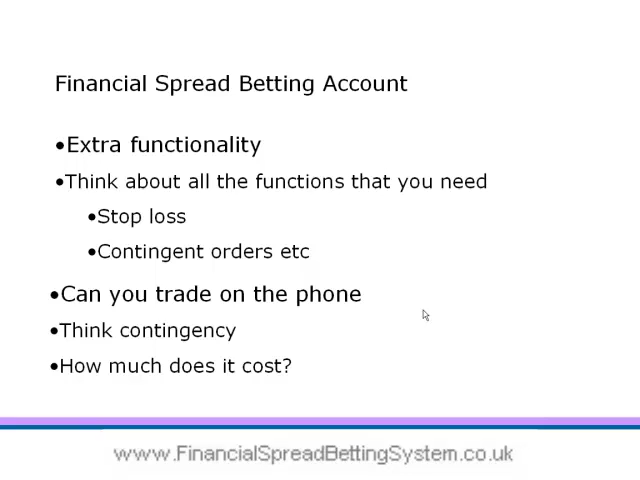 Financial Spread Betting Account
•Extra functionality
•Think about all the functions that you need
•Stop loss
•Contingent orders etc
•Can you trade on the phone
•Think contingency
•How much does it cost?
www.FinancialSpreadBettingSystem.co.uk